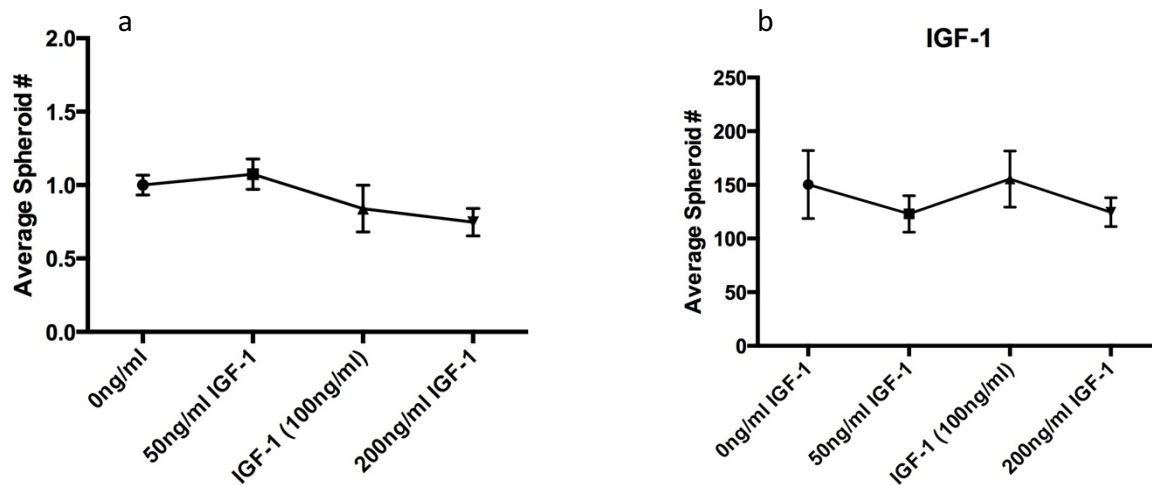 a
2.0
1.5
1.0
0.5
0.0
Average Spheroid #
0ng/ml
50ng/ml IGF-1
IGF-1 (100ng/ml)
200ng/ml IGF-1
b
IGF-1
250
200
150
100
50
0
Average Spheroid #
0ng/ml IGF-1
50ng/ml IGF-1
IGF-1 (100ng/ml)
200ng/ml IGF-1